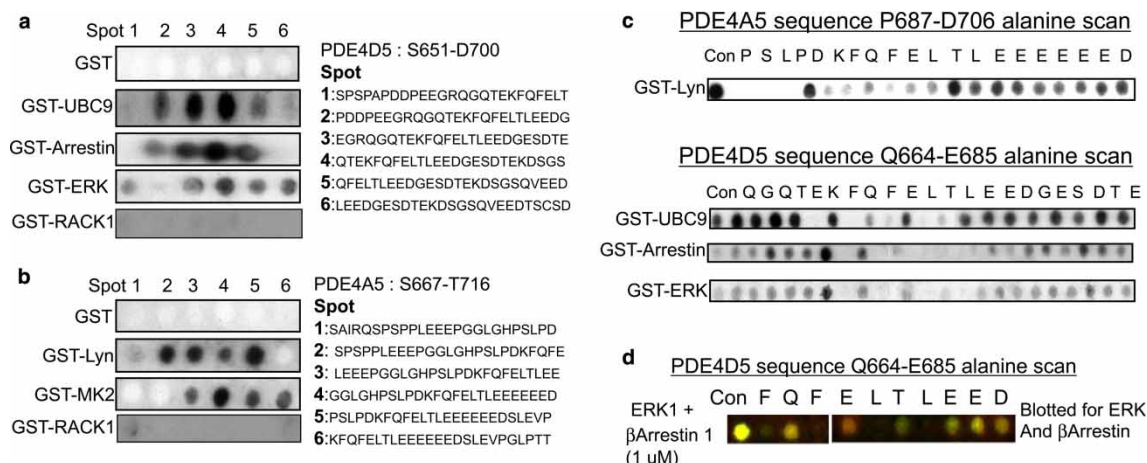 a
Spot 1 2 3 4 5 6
GST
GST-UBC9
GST-Arrestin
GST-ERK
GST-RACK1
PDE4D5 : S651-D700
Spot
1:SPSPAPDDPEEGRQGQTEKFQFELT
2:PDDPEEGRQGQTEKFQFELTLEEDG
3:EGRQGQTEKFQFELTLEEDGESDTE
4:QTEKFQFELTLEEDGESDTEKDSGS
5:QFELTLEEDGESDTEKDSGSQVEED
6:LEEDGESDTEKDSGSQVEEDTSCSD
b
Spot 1 2 3 4 5 6
GST
GST-Lyn
GST-MK2
GST-RACK1
PDE4A5 : S667-T716
Spot
1:SAIRQSPSPPLEEEPGGLGHPSLPD
2:SPSPPLEEEPGGLGHPSLPDKFQFE
3:LEEEPGGLGHPSLPDKFQFELTLEE
4:GGLGHPSLPDKFQFELTLEEEEEED
5:PSLPDKFQFELTLEEEEEEDSLEVP
6:KFQFELTLEEEEEEDSLEVPGLPTT
c
PDE4A5 sequence P687-D706 alanine scan
Con P S L P D K F Q F E L T L E E E E E E D
GST-Lyn
PDE4D5 sequence Q664-E685 alanine scan
Con Q G Q T E K F Q F E L T L E E D G E S D T E
GST-UBC9
GST-Arrestin
GST-ERK
d
PDE4D5 sequence Q664-E685 alanine scan
Con F Q F E L T L E E D
ERK1 +
βArrestin 1
(1 uM)
Blotted for ERK
And βArrestin